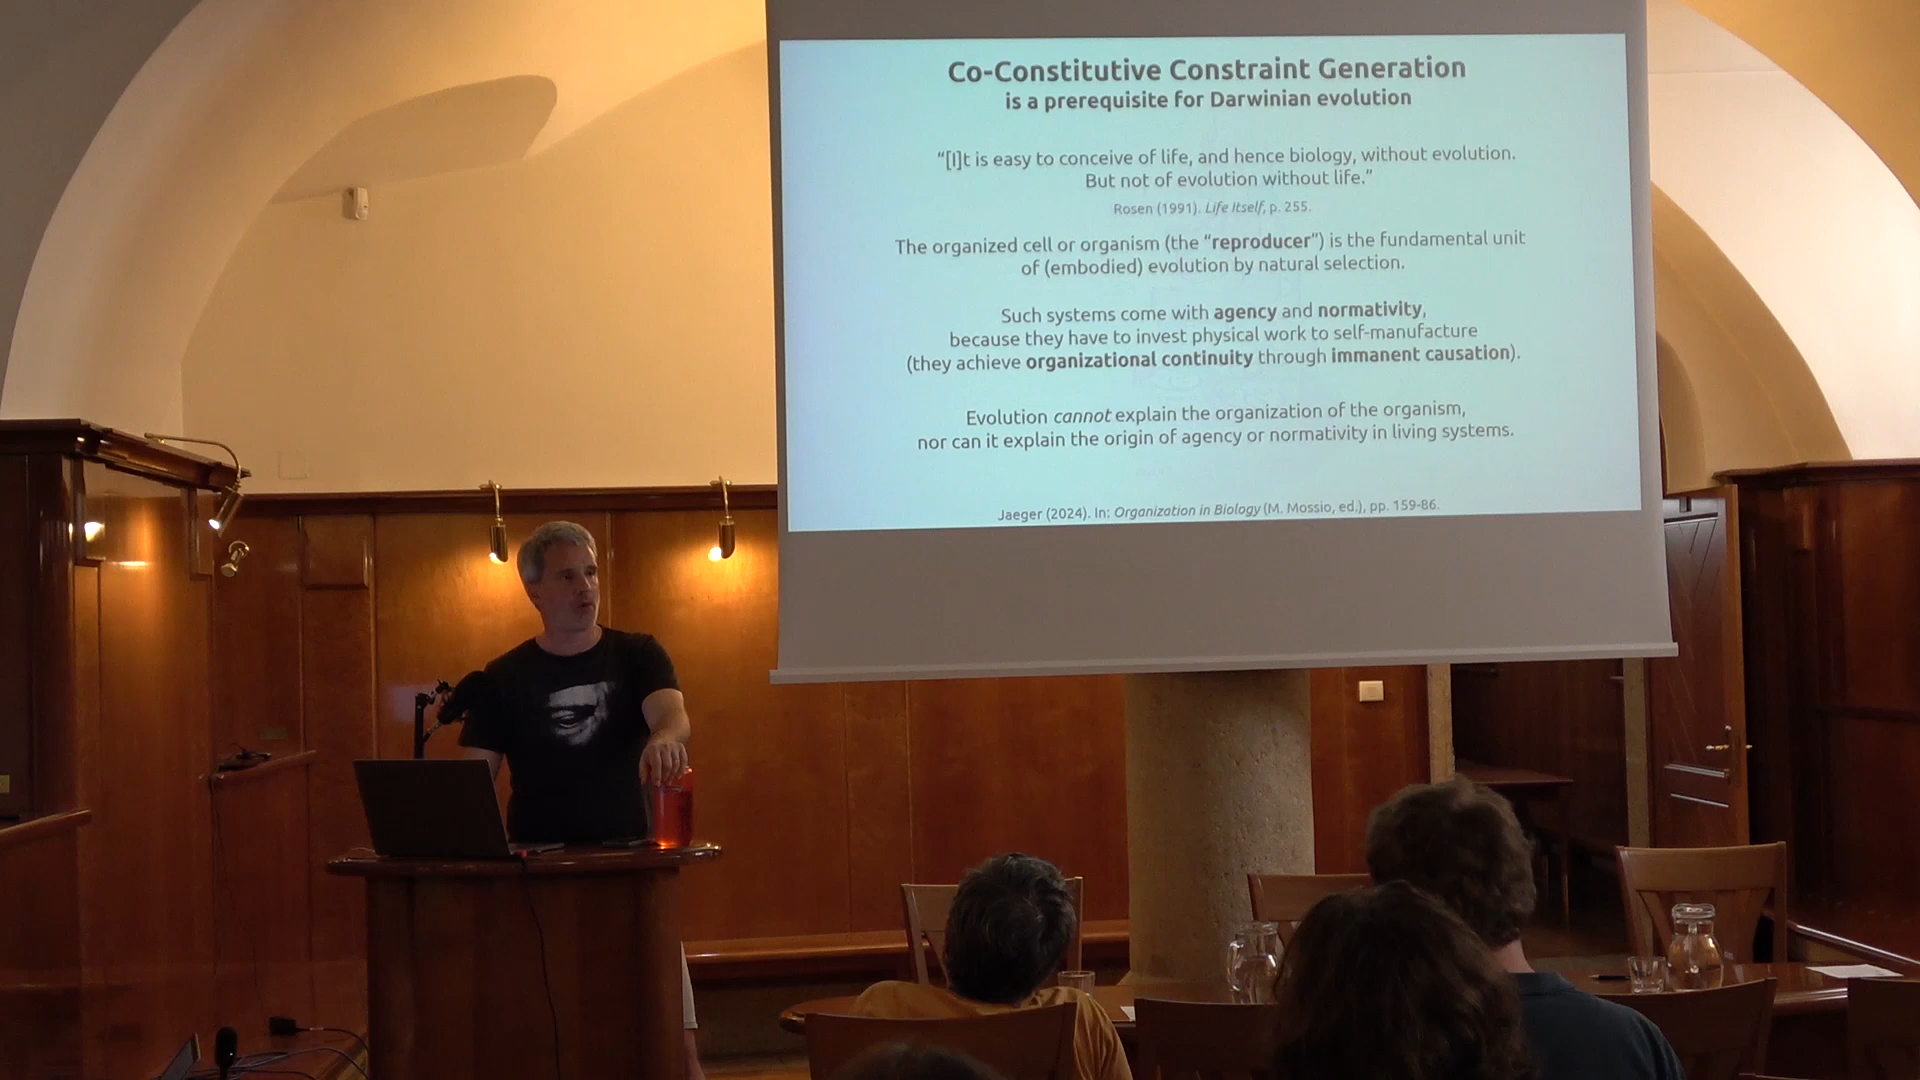 Co-Constitutive Constraint Generation
is a prerequisite for Darwinian evolution
“[I]t is easy to conceive of life, and hence biology, without evolution.
But not of evolution without life.”
Rosen (1991). Life Itself, p. 255.
The organized cell or organism (the “reproducer”) is the fundamental unit
of (embodied) evolution by natural selection.
Such systems come with agency and normativity,
because they have to invest physical work to self-manufacture
(they achieve organizational continuity through immanent causation).
Evolution cannot explain the organization of the organism,
nor can it explain the origin of agency or normativity in living systems.
Jaeger (2024). In: Organization in Biology (M. Mossio, ed.), pp. 159-86.